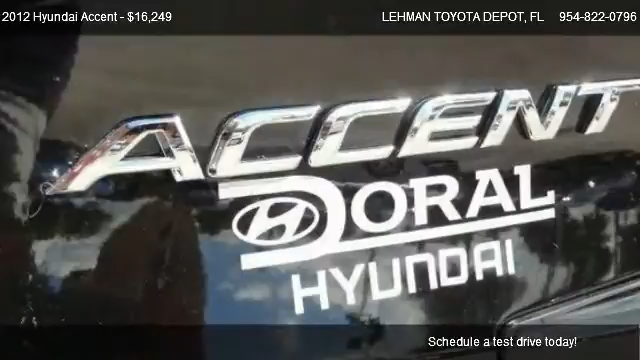 2012 Hyundai Accent - $16,249
LEHMAN TOYOTA DEPOT, FL 954-822-0796
ACCENT
DORAL
HYUNDAI
Schedule a test drive today!